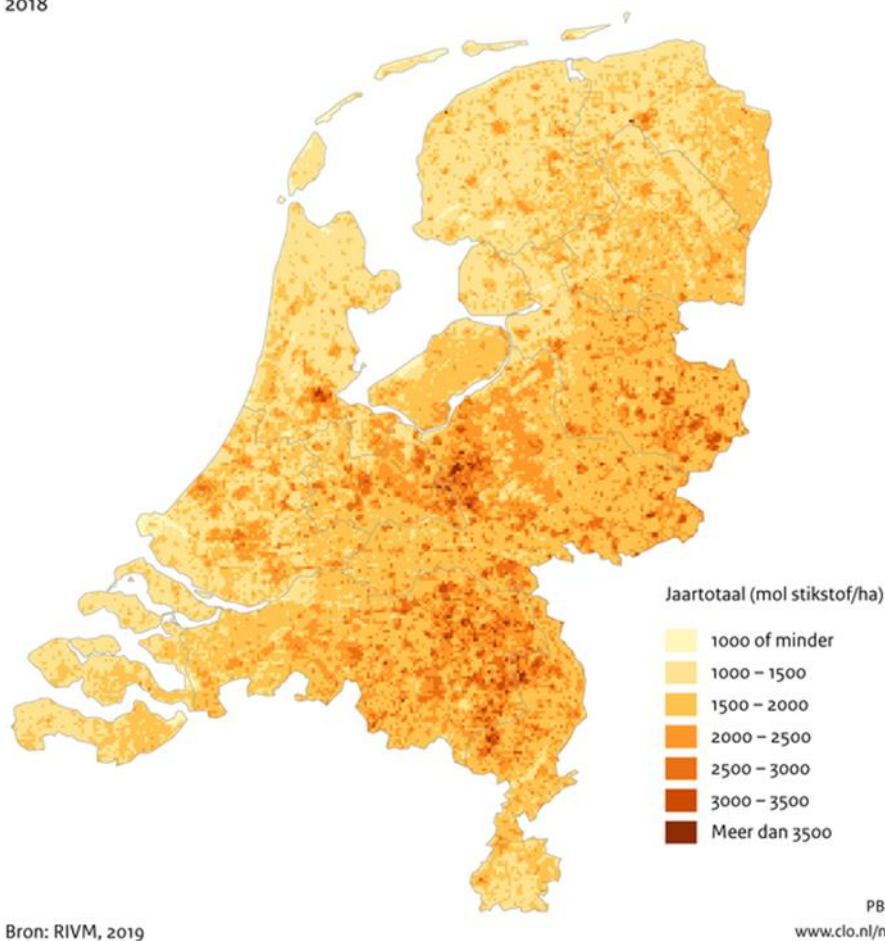 2018
Jaartotaal (mol stikstof/ha)
1000 of minder
1000 – 1500
1500 – 2000
2000 – 2500
2500 – 3000
3000 – 3500
Meer dan 3500
PB
Bron: RIVM, 2019
www.clo.nl/n